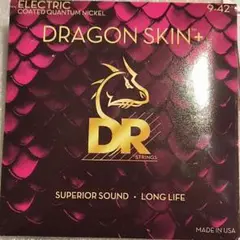 ELECTRIC 9-42
COATED QUANTUM NICKEL
DRAGON SKIN+
DR
STRINGS
SUPERIOR SOUND · LONG LIFE
MADE IN USA